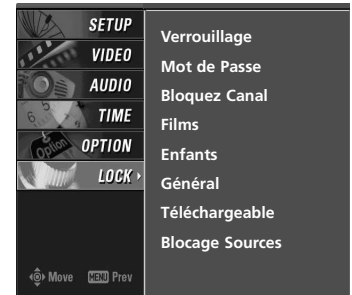 SETUP
VIDEO
AUDIO
TIME
OPTION
LOCK
Move MENU Prev
Verrouillage
Mot de Passe
Bloquez Canal
Films
Enfants
Général
Téléchargeable
Blocage Sources